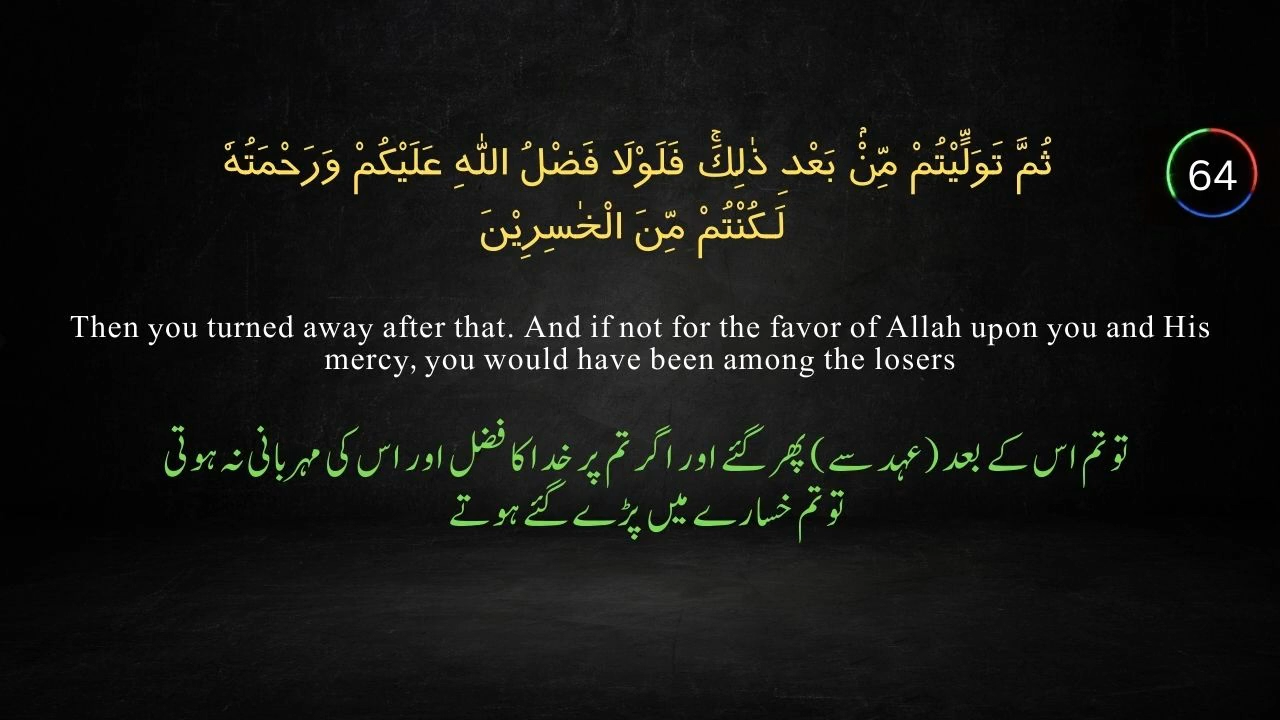 ثُمَّ تَوَلَّيْتُمْ مِّنْۢ بَعْدِ ذٰلِكَۚ فَلَوْلَا فَضْلُ اللّٰهِ عَلَيْكُمْ وَرَحْمَتُهٗ
لَـكُنْتُمْ مِّنَ الْخٰسِرِيْنَ
64
Then you turned away after that. And if not for the favor of Allah upon you and His
mercy, you would have been among the losers
تو تم اس کے بعد (عہد سے) پھر گئے اور اگر تم پر خدا کا فضل اور اس کی مہربانی نہ ہوتی
تو تم خسارے میں پڑے گئے ہوتے